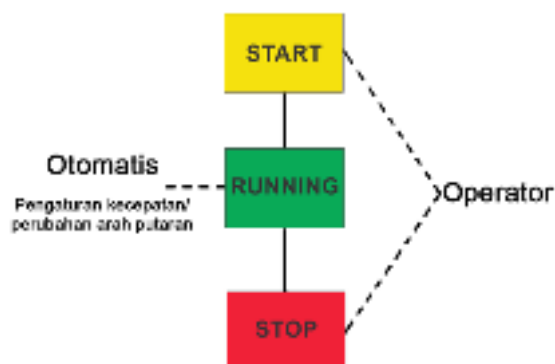 START
Otomatis
Pengaturan kecepatan/
perubahan arah putaran
RUNNING
Operator
STOP